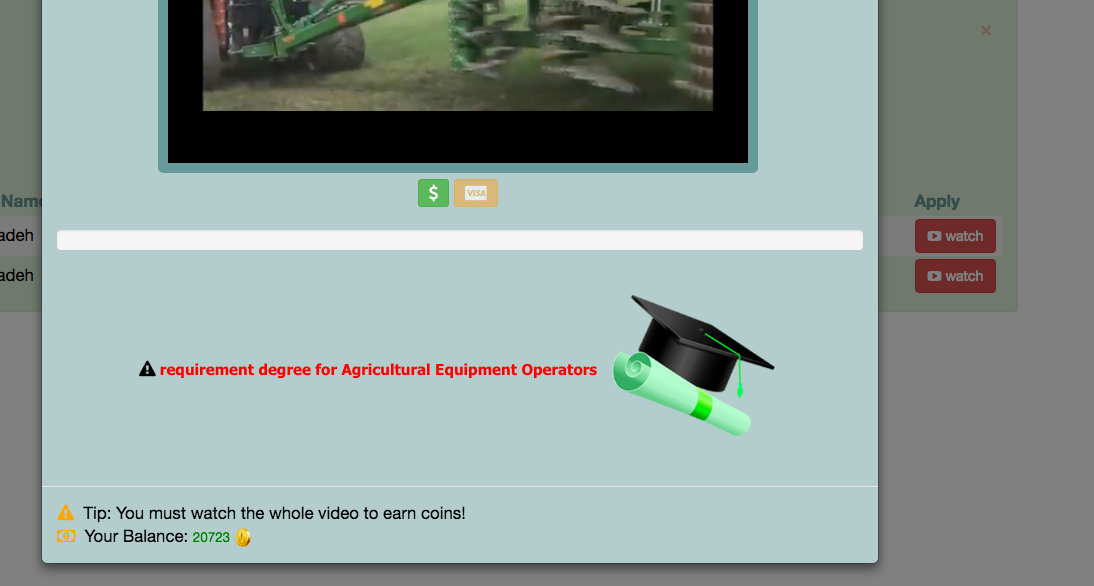 $
VISA
Name
Apply
adeh
watch
adeh
watch
requirement degree for Agricultural Equipment Operators
Tip: You must watch the whole video to earn coins!
Your Balance: 20723